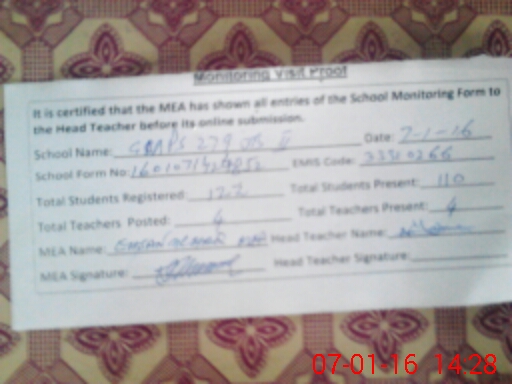 Monitoring Visit Proof
It is certified that the MEA has shown all entries of the School Monitoring Form to
the Head Teacher before its online submission.
School Name: 279 Date: 7-1-16
School Form No: EMIS Code: 33310266
Total Students Registered: 122 Total Students Present: 110
Total Teachers Posted: 4 Total Teachers Present: 4
MEA Name: Head Teacher Name:
MEA Signature: Head Teacher Signature:
07-01-16 14:28